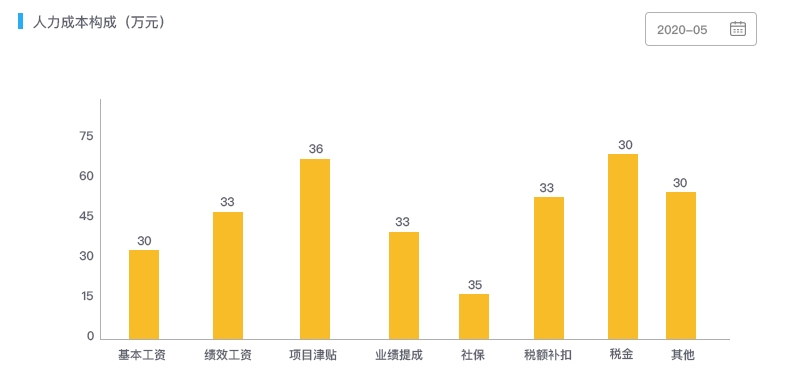 人力成本构成（万元）
2020-05
75
60
45
30
15
0
30
33
36
33
35
33
30
30
基本工资
绩效工资
项目津贴
业绩提成
社保
税额补扣
税金
其他